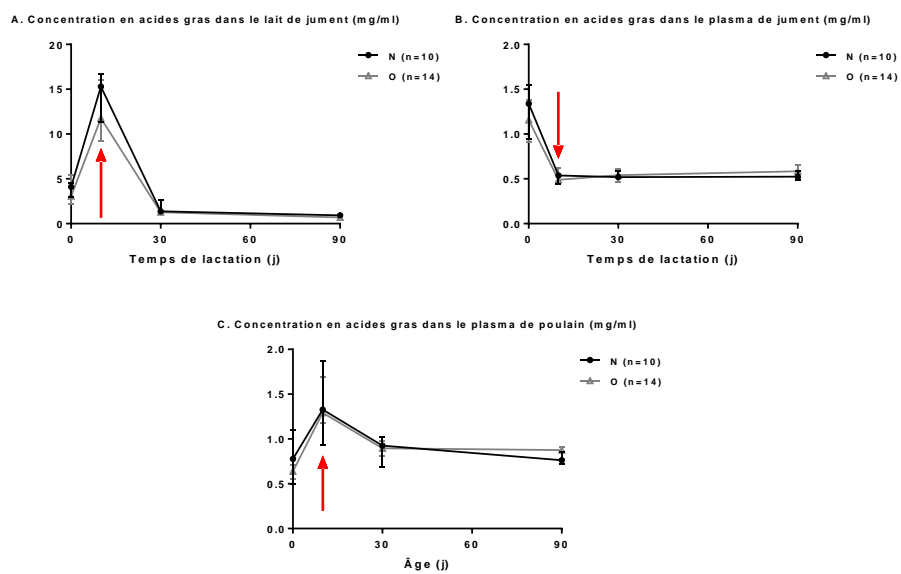 A. Concentration en acides gras dans le lait de jument (mg/ml)
20
15
10
5
0
0 30 60 90
Temps de lactation (j)
N (n=10)
O (n=14)
B. Concentration en acides gras dans le plasma de jument (mg/ml)
2.0
1.5
1.0
0.5
0.0
0 30 60 90
Temps de lactation (j)
N (n=10)
O (n=14)
C. Concentration en acides gras dans le plasma de poulain (mg/ml)
2.0
1.5
1.0
0.5
0.0
0 30 60 90
Âge (j)
N (n=10)
O (n=14)